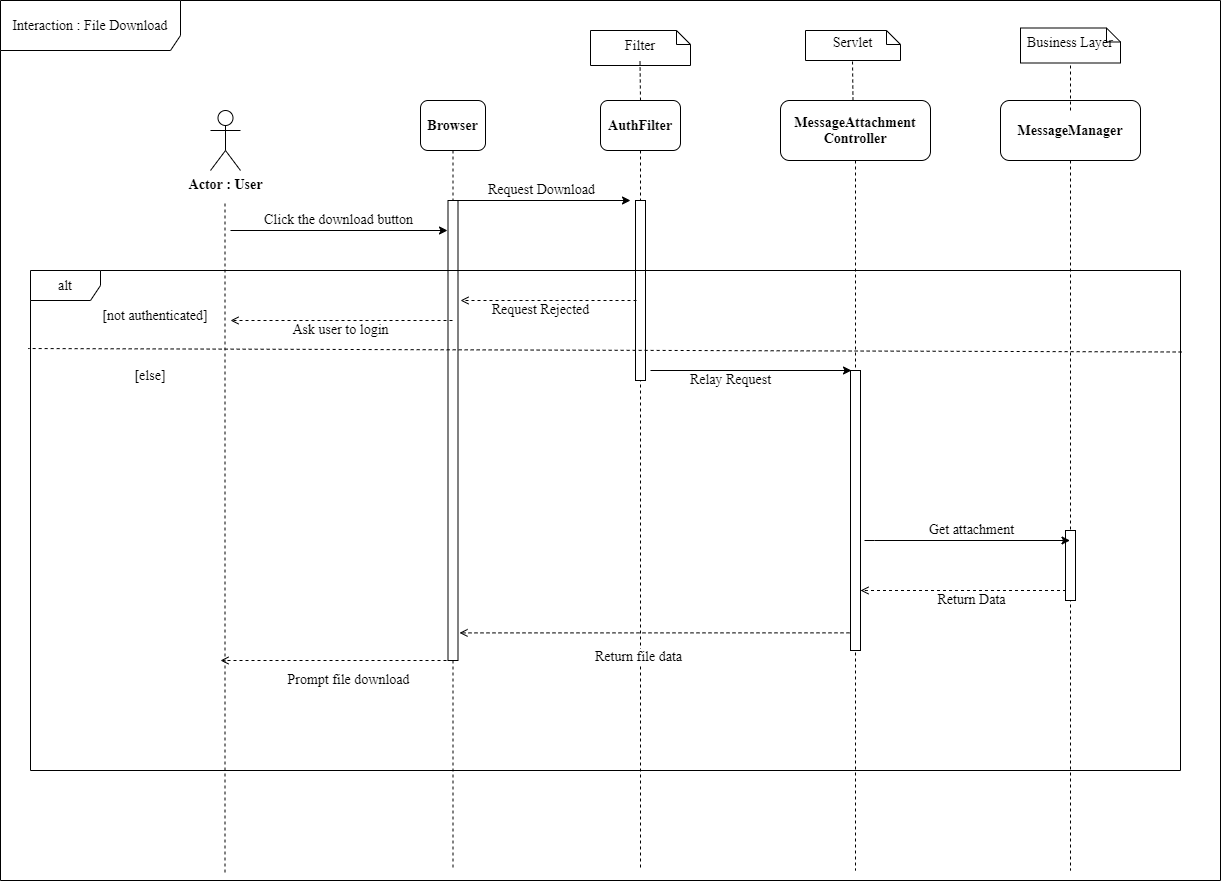 Interaction : File Download
Filter
Servlet
Business Layer
Browser
AuthFilter
MessageAttachment
Controller
MessageManager
Actor : User
Request Download
Click the download button
alt
[not authenticated]
Request Rejected
Ask user to login
[else]
Relay Request
Get attachment
Return Data
Return file data
Prompt file download